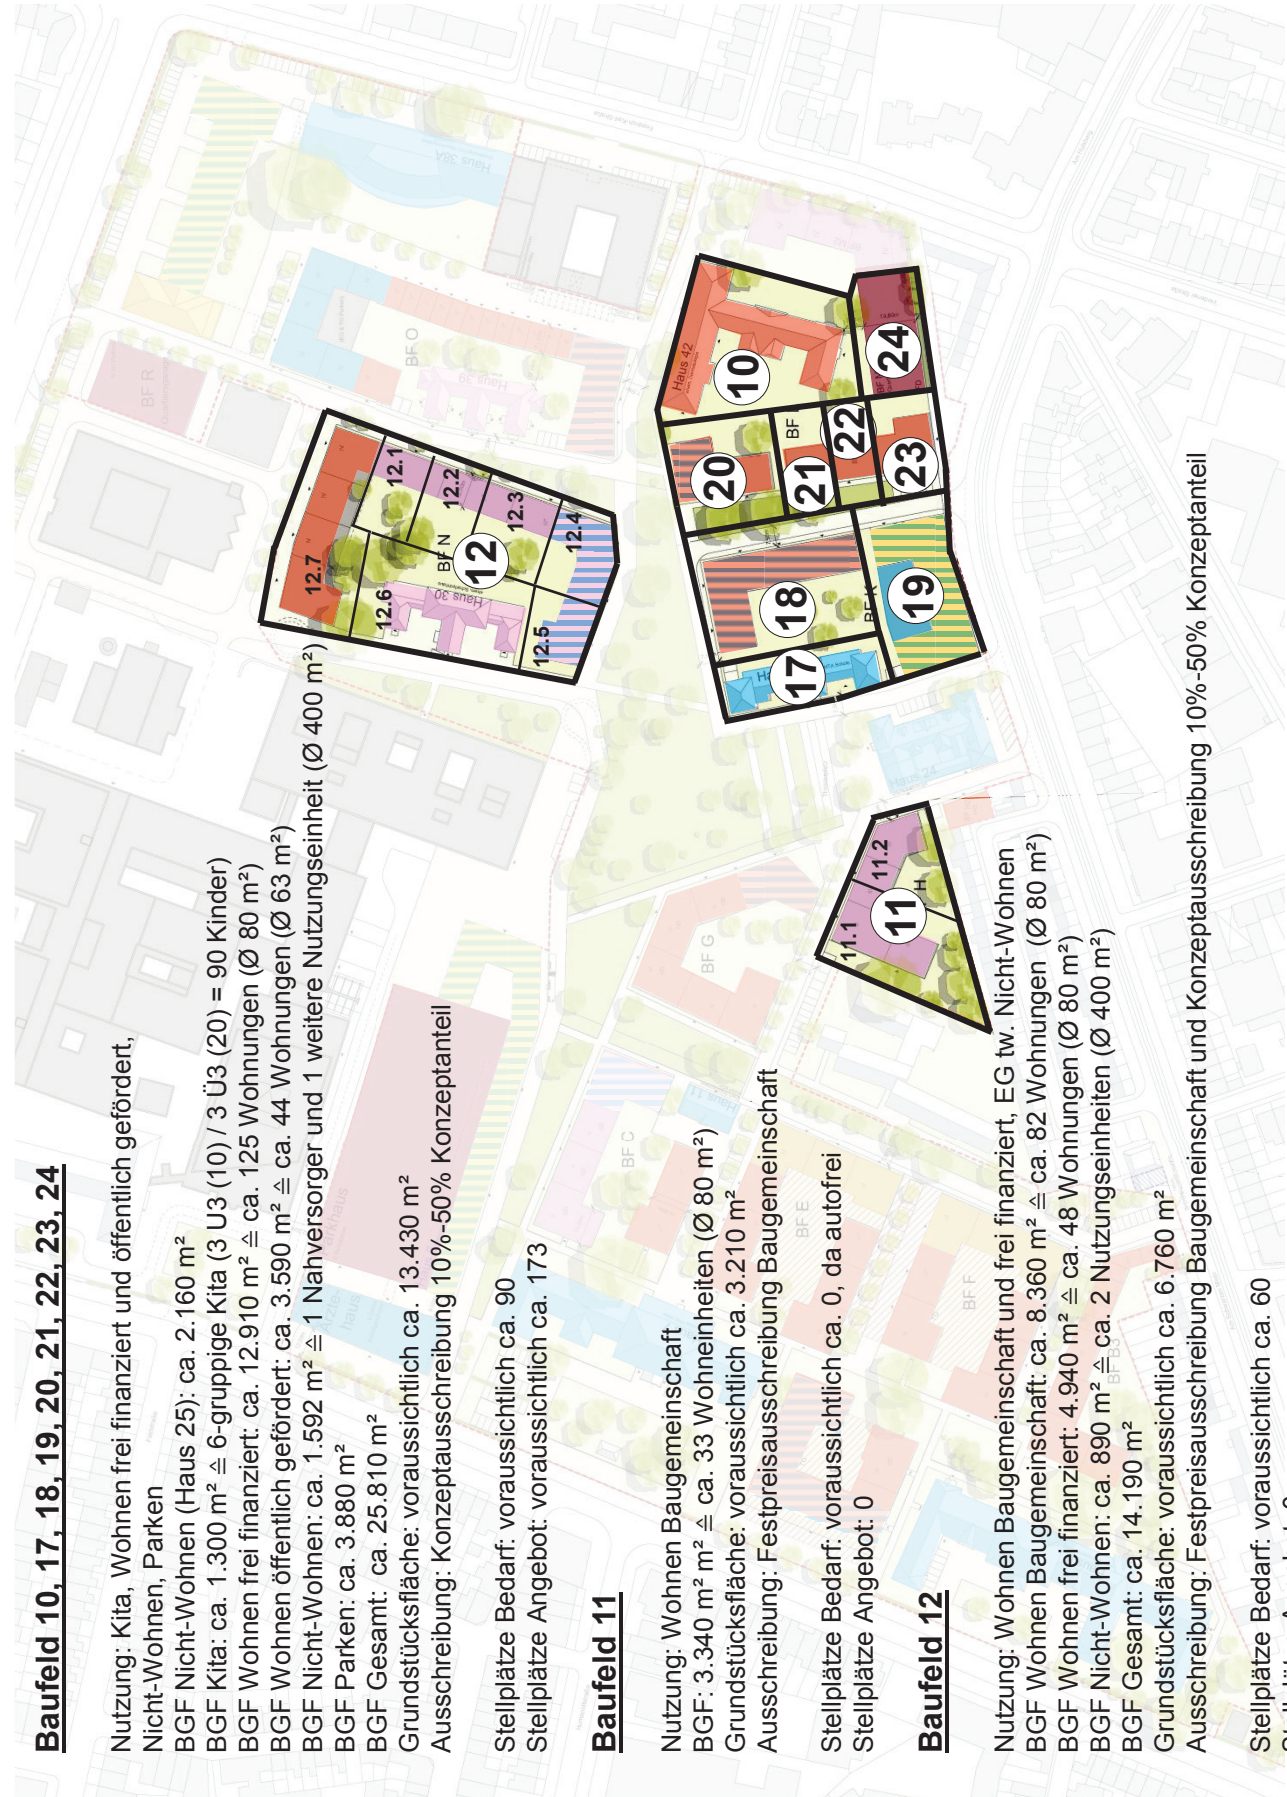 Baufeld 10, 17, 18, 19, 20, 21, 22, 23, 24
Nutzung: Kita, Wohnen frei finanziert und öffentlich gefördert,
Nicht-Wohnen, Parken
BGF Nicht-Wohnen (Haus 25): ca. 2.160 m²
BGF Kita: ca. 1.300 m² ≙ 6-gruppige Kita (3 U3 (10) / 3 Ü3 (20) = 90 Kinder)
BGF Wohnen frei finanziert: ca. 12.910 m² ≙ ca. 125 Wohnungen (Ø 80 m²)
BGF Wohnen öffentlich gefördert: ca. 3.590 m² ≙ ca. 44 Wohnungen (Ø 63 m²)
BGF Nicht-Wohnen: ca. 1.592 m² ≙ 1 Nahversorger und 1 weitere Nutzungseinheit (Ø 400 m²)
BGF Parken: ca. 3.880 m²
BGF Gesamt: ca. 25.810 m²
Grundstücksfläche: voraussichtlich ca. 13.430 m²
Ausschreibung: Konzeptausschreibung 10%-50% Konzeptanteil
Stellplätze Bedarf: voraussichtlich ca. 90
Stellplätze Angebot: voraussichtlich ca. 173
Baufeld 11
Nutzung: Wohnen Baugemeinschaft
BGF: 3.340 m² m² ≙ ca. 33 Wohneinheiten (Ø 80 m²)
Grundstücksfläche: voraussichtlich ca. 3.210 m²
Ausschreibung: Festpreisausschreibung Baugemeinschaft
Stellplätze Bedarf: voraussichtlich ca. 0, da autofrei
Stellplätze Angebot: 0
Baufeld 12
Nutzung: Wohnen Baugemeinschaft und frei finanziert, EG tw. Nicht-Wohnen
BGF Wohnen Baugemeinschaft: ca. 8.360 m² ≙ ca. 82 Wohnungen (Ø 80 m²)
BGF Wohnen frei finanziert: 4.940 m² ≙ ca. 48 Wohnungen (Ø 80 m²)
BGF Nicht-Wohnen: ca. 890 m² ≙ ca. 2 Nutzungseinheiten (Ø 400 m²)
BGF Gesamt: ca. 14.190 m²
Grundstücksfläche: voraussichtlich ca. 6.760 m²
Ausschreibung: Festpreisausschreibung Baugemeinschaft und Konzeptausschreibung 10%-50% Konzeptanteil
Stellplätze Bedarf: voraussichtlich ca. 60
12.7
12.6
12.5
12.1
12.2
12.3
12.4
BF N
12
Haus 30
Haus 42
10
20
21
22
23
24
BF
18
17
19
BF K
11.1
11.2
11
H
Haus 24
Haus 38A
Haus 39
BF R
BF O
BF G
BF C
BF E
BF F
BF B3
Haus 11